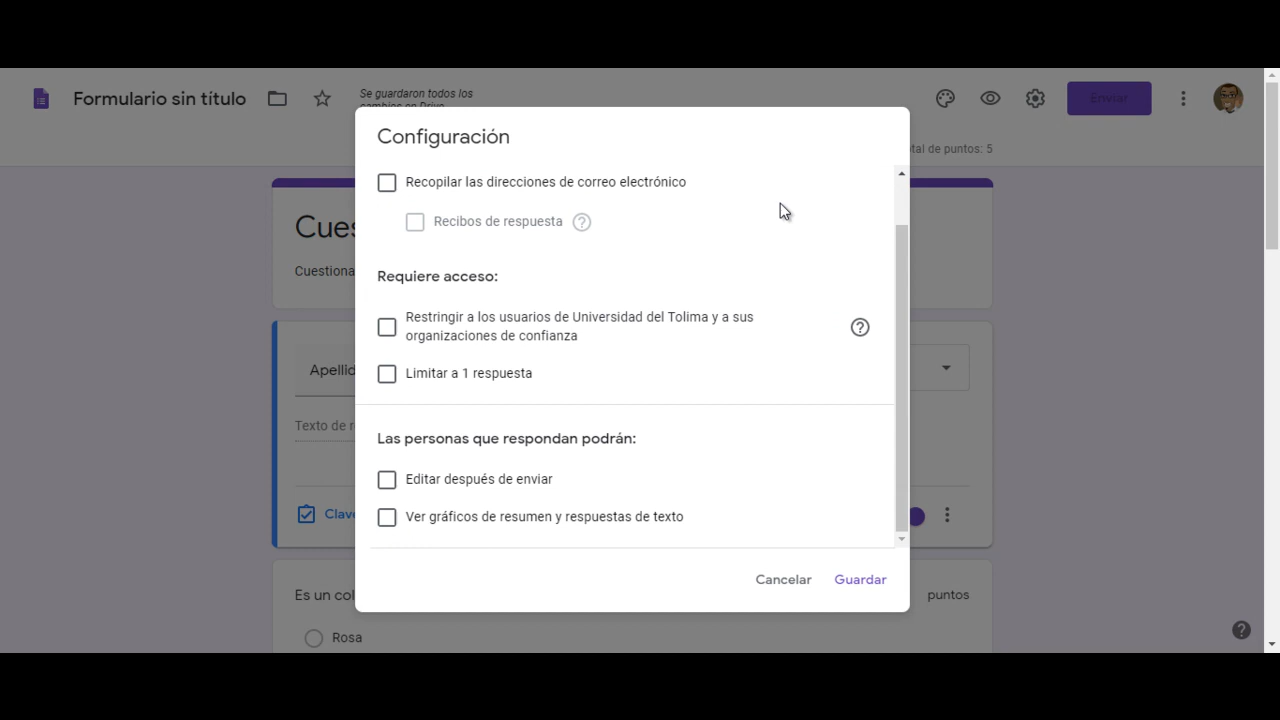 Formulario sin título
Se guardaron todos los
cambios en Drive
Enviar
tal de puntos: 5
Configuración
Recopilar las direcciones de correo electrónico
Recibos de respuesta
Cues
Cuestiona
Requiere acceso:
Restringir a los usuarios de Universidad del Tolima y a sus
organizaciones de confianza
Apellid
Limitar a 1 respuesta
Texto de r
Las personas que respondan podrán:
Editar después de enviar
Clave
Ver gráficos de resumen y respuestas de texto
Cancelar
Guardar
Es un col
puntos
Rosa